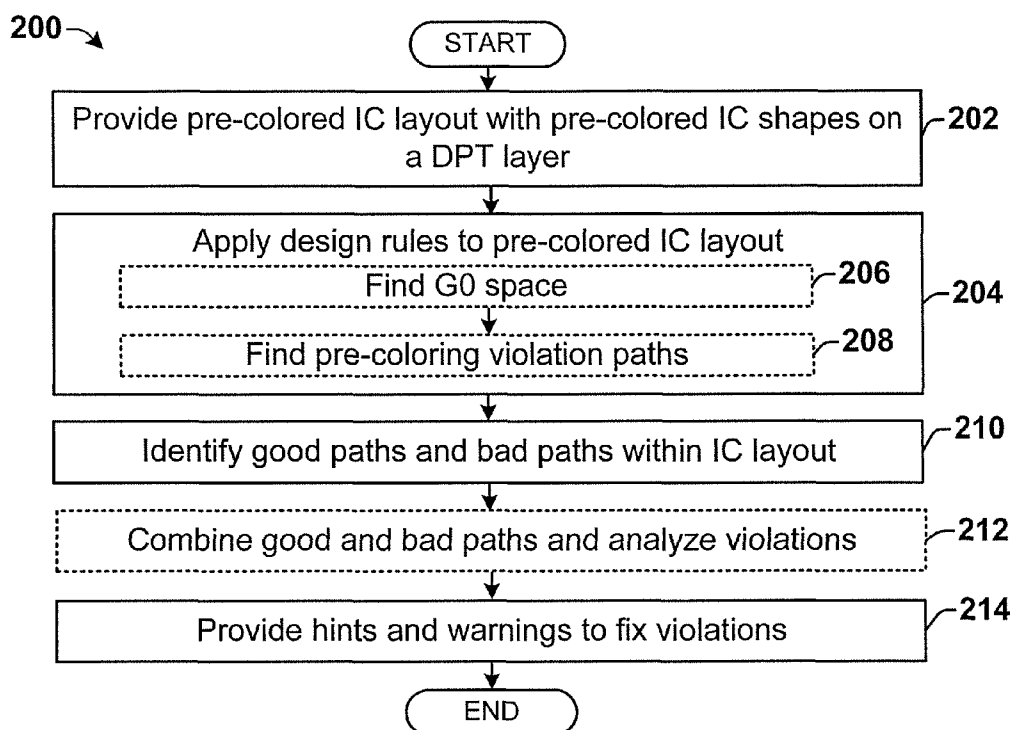 200
START
Provide pre-colored IC layout with pre-colored IC shapes on
a DPT layer
202
Apply design rules to pre-colored IC layout
Find G0 space
206
204
Find pre-coloring violation paths
208
Identify good paths and bad paths within IC layout
210
Combine good and bad paths and analyze violations
212
Provide hints and warnings to fix violations
214
END